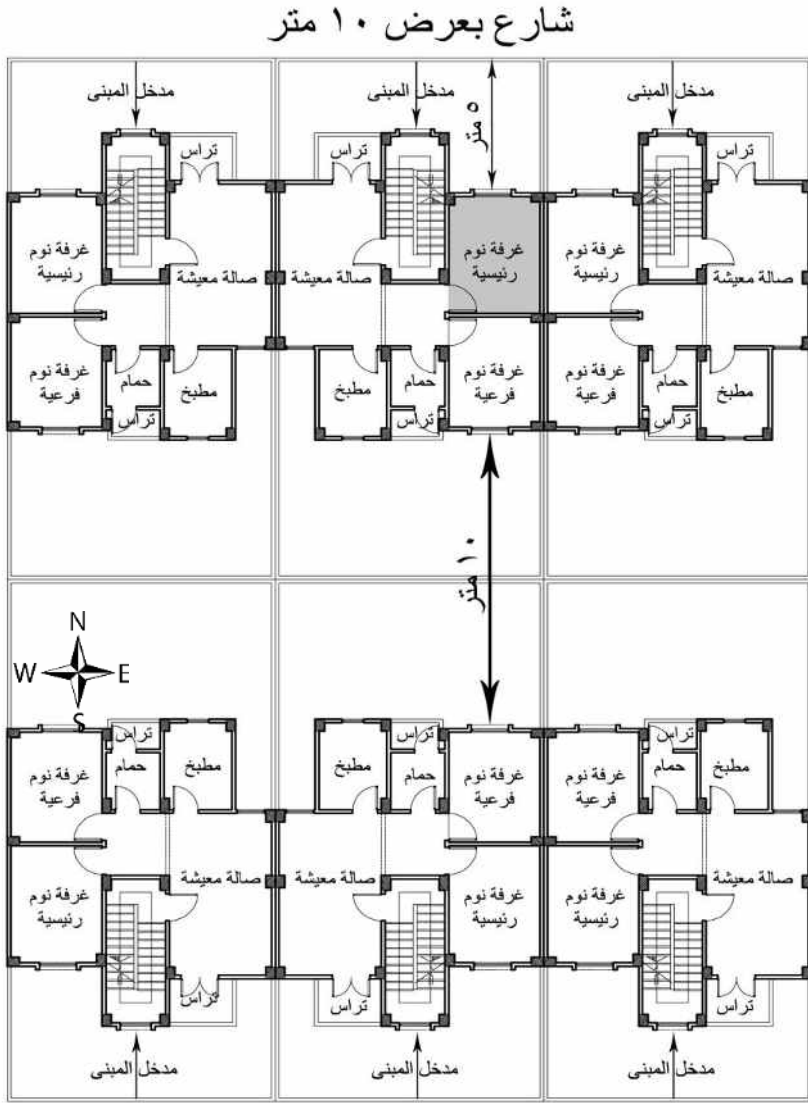 شارع بعرض ١٠ متر
مدخل المبنى
مدخل المبنى
مدخل المبنى
٥ متر
تراس
تراس
تراس
غرفة نوم
رئيسية
صالة معيشة
صالة معيشة
غرفة نوم
رئيسية
غرفة نوم
رئيسية
صالة معيشة
غرفة نوم
فرعية
حمام
مطبخ
مطبخ
حمام
غرفة نوم
فرعية
غرفة نوم
فرعية
حمام
مطبخ
تراس
تراس
تراس
١٠ متر
N
W
E
S
تراس
تراس
تراس
غرفة نوم
فرعية
حمام
مطبخ
مطبخ
حمام
غرفة نوم
فرعية
غرفة نوم
فرعية
حمام
مطبخ
غرفة نوم
رئيسية
صالة معيشة
صالة معيشة
غرفة نوم
رئيسية
غرفة نوم
رئيسية
صالة معيشة
تراس
تراس
تراس
مدخل المبنى
مدخل المبنى
مدخل المبنى